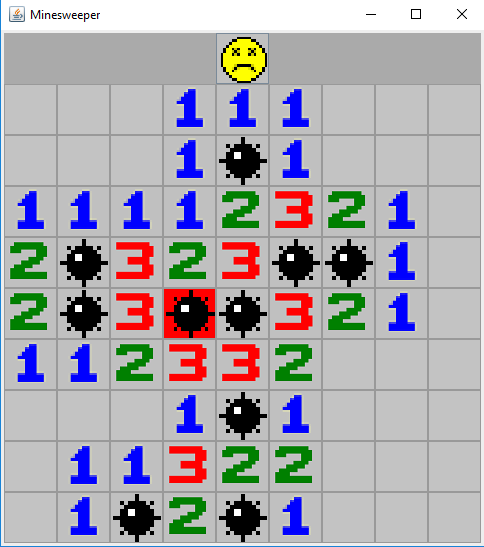 Minesweeper
1 1 1
1 1
1 1 1 1 2 3 2 1
2 3 2 3 1
2 3 3 2 1
1 1 2 3 3 2
1 1
1 1 3 2 2
1 2 1